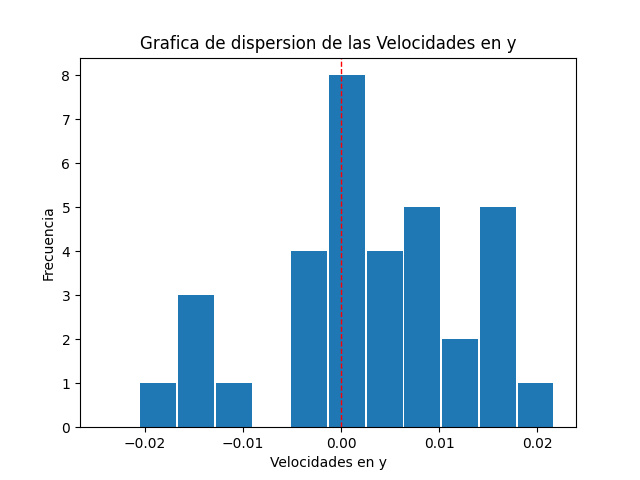 Grafica de dispersion de las Velocidades en y
Frecuencia
8
7
6
5
4
3
2
1
0
−0.02 −0.01 0.00 0.01 0.02
Velocidades en y